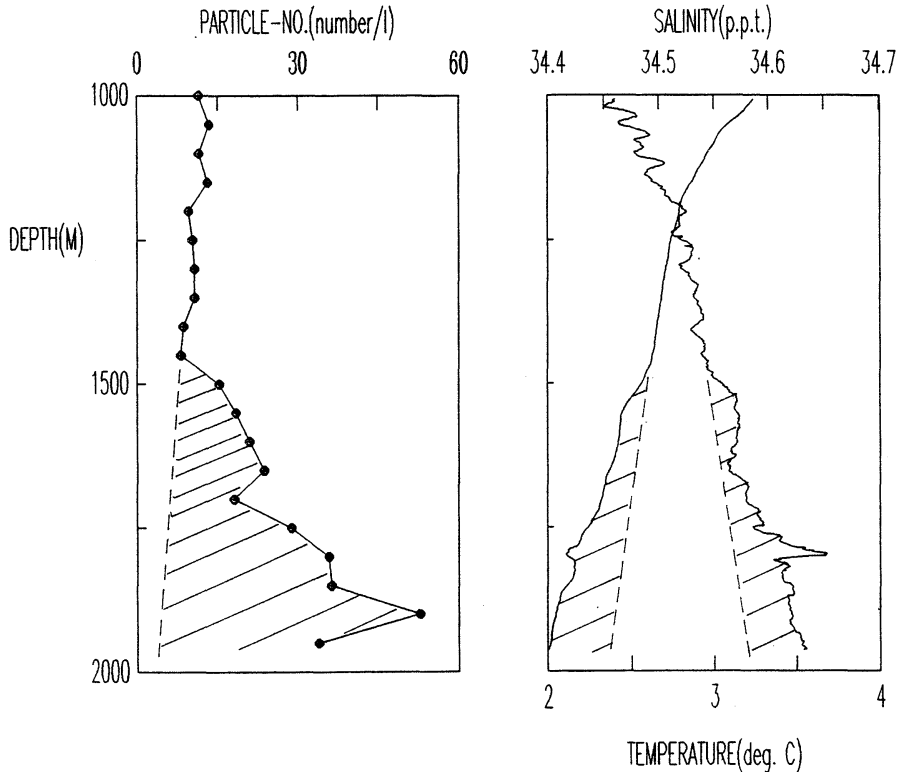 PARTICLE-NO.(number/l)
0 30 60
1000
DEPTH(M)
1500
2000
SALINITY(p.p.t.)
34.4 34.5 34.6 34.7
2 3 4
TEMPERATURE(deg. C)